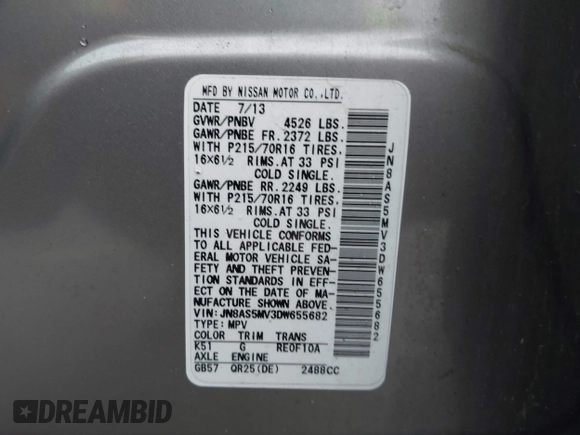 MFD BY NISSAN MOTOR CO.,LTD.
DATE 7/13
GVWR/PNBV 4526 LBS.
GAWR/PNBE FR. 2372 LBS.
WITH P215/70R16 TIRES.
16X6½ RIMS.AT 33 PSI
COLD SINGLE.
GAWR/PNBE RR. 2249 LBS.
WITH P215/70R16 TIRES.
16X6½ RIMS.AT 33 PSI
COLD SINGLE.
THIS VEHICLE CONFORMS
TO ALL APPLICABLE FED-
ERAL MOTOR VEHICLE SA-
FETY AND THEFT PREVEN-
TION STANDARDS IN EFF-
ECT ON THE DATE OF MA-
NUFACTURE SHOWN ABOVE.
VIN: JN8AS5MV3DW655682
TYPE: MPV
COLOR TRIM TRANS
K51 G RE0F10A
AXLE ENGINE
GB57 QR25(DE) 2488CC
JN8AS5MV3DW655682
DREAMBID